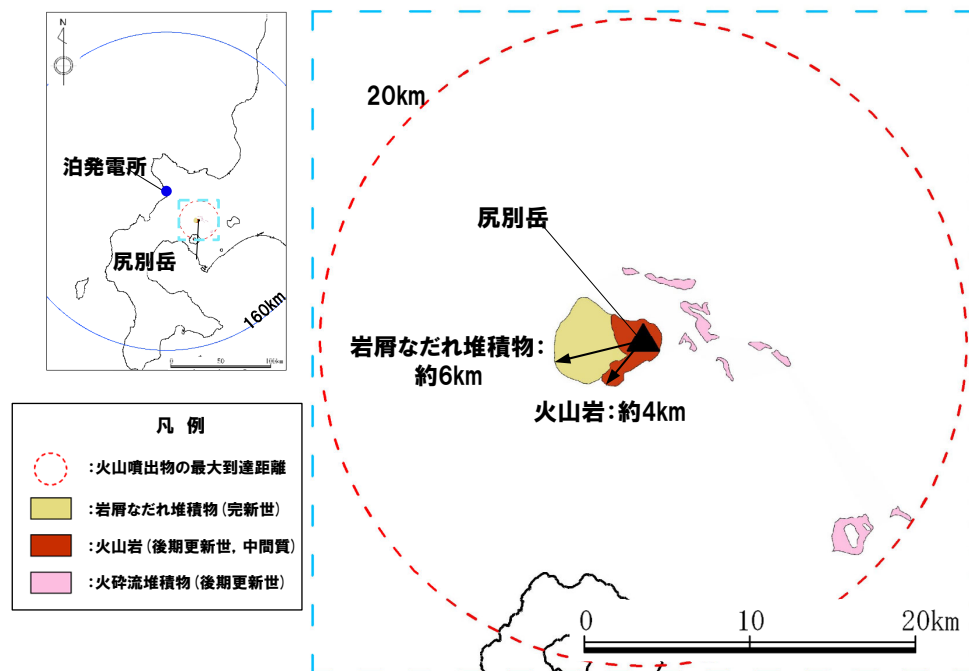 N
泊発電所
尻別岳
160km
0 50 100km
20km
尻別岳
岩屑なだれ堆積物：
約6km
火山岩：約4km
0 10 20km
凡 例
：火山噴出物の最大到達距離
：岩屑なだれ堆積物（完新世）
：火山岩（後期更新世，中間質）
：火砕流堆積物（後期更新世）